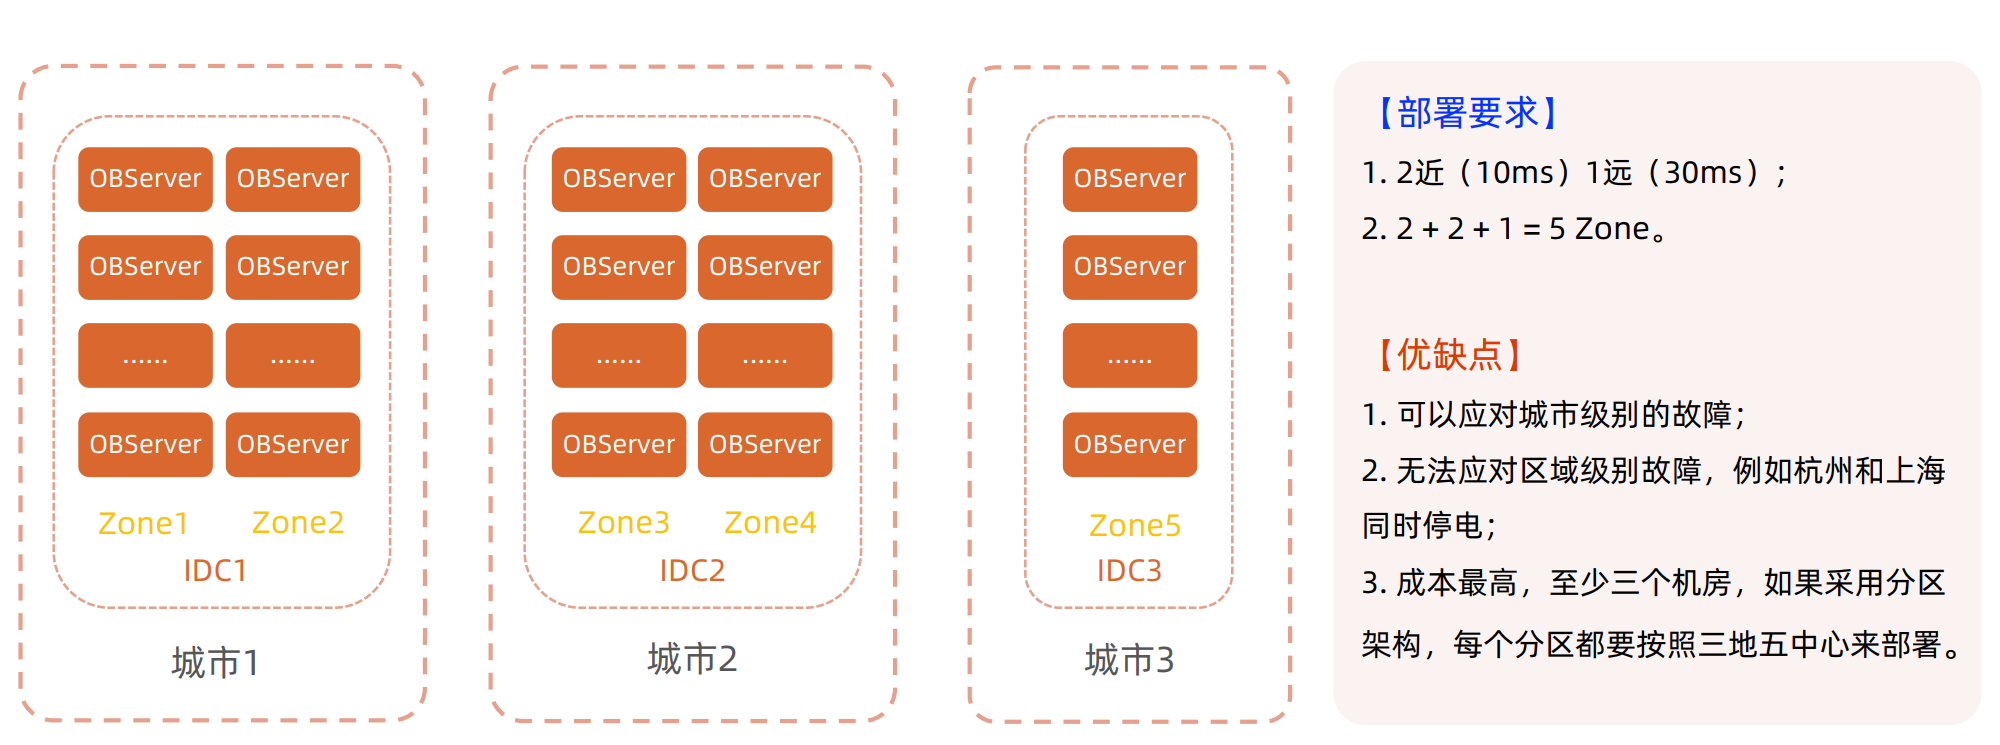 OBServer OBServer
OBServer OBServer
...... ......
OBServer OBServer
Zone1 Zone2
IDC1
城市1
OBServer OBServer
OBServer OBServer
...... ......
OBServer OBServer
Zone3 Zone4
IDC2
城市2
OBServer
OBServer
......
OBServer
Zone5
IDC3
城市3
【部署要求】
1. 2近（10ms）1远（30ms）；
2. 2 + 2 + 1 = 5 Zone。
【优缺点】
1. 可以应对城市级别的故障；
2. 无法应对区域级别故障，例如杭州和上海
同时停电；
3. 成本最高，至少三个机房，如果采用分区
架构，每个分区都要按照三地五中心来部署。